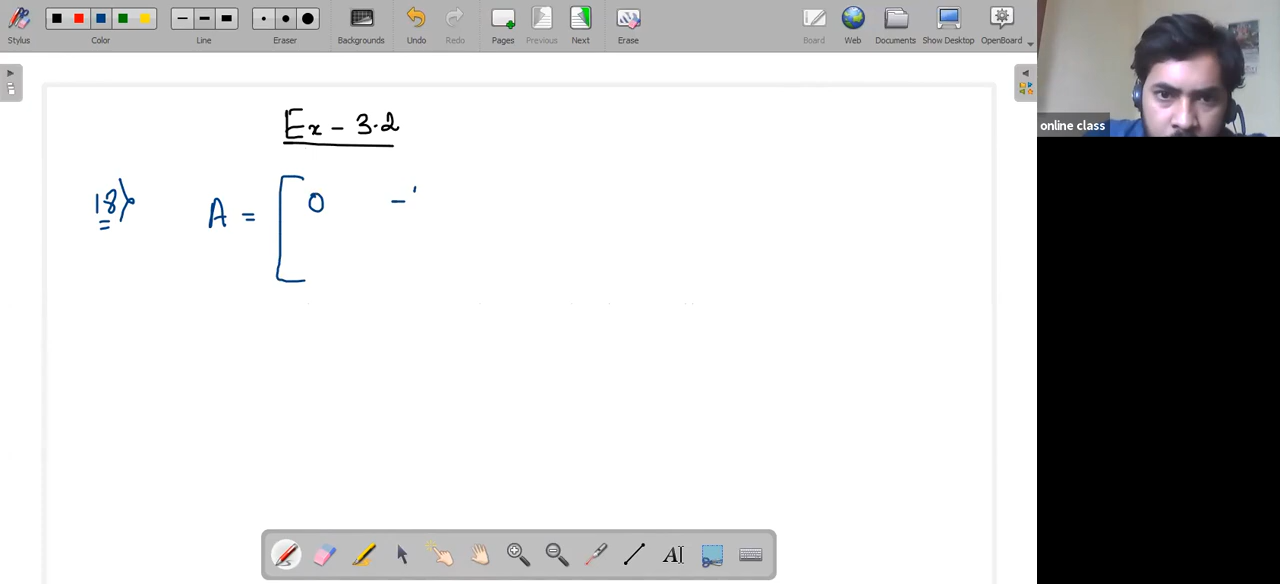 Stylus Color Line Eraser Backgrounds Undo Redo Pages Previous Next Erase Board Web Documents Show Desktop OpenBoard
online class
Ex - 3.2
18> A = [ 0 -